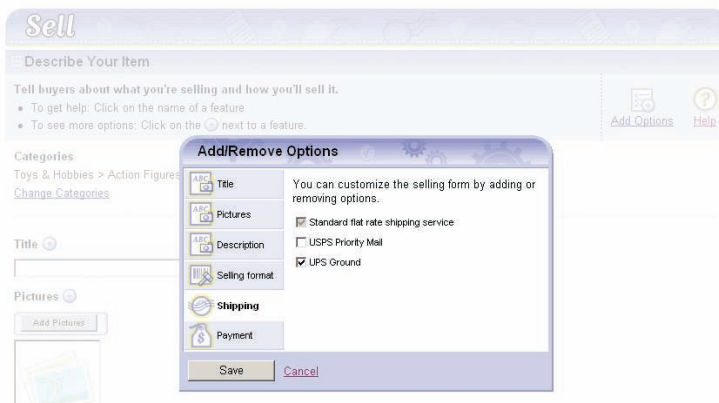 Sell
Describe Your Item
Tell buyers about what you're selling and how you'll sell it.
• To get help: Click on the name of a feature.
• To see more options: Click on the + next to a feature.
Add Options
Help
Categories
Toys & Hobbies > Action Figures
Change Categories
Title
Pictures
Add Pictures
Add/Remove Options
ABC Title
ABC Pictures
ABC Description
Selling format
Shipping
Payment
You can customize the selling form by adding or
removing options.
Standard flat rate shipping service
USPS Priority Mail
UPS Ground
Save
Cancel